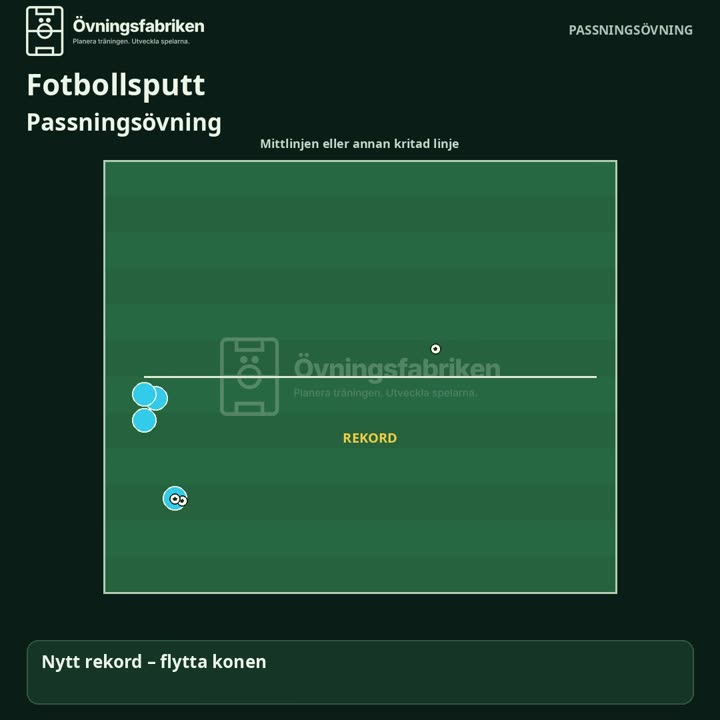 Övningsfabriken
Planera träningen. Utveckla spelarna.
PASSNINGSÖVNING
Fotbollsputt
Passningsövning
Mittlinjen eller annan kritad linje
Övningsfabriken
Planera träningen. Utveckla spelarna.
REKORD
Nytt rekord – flytta konen